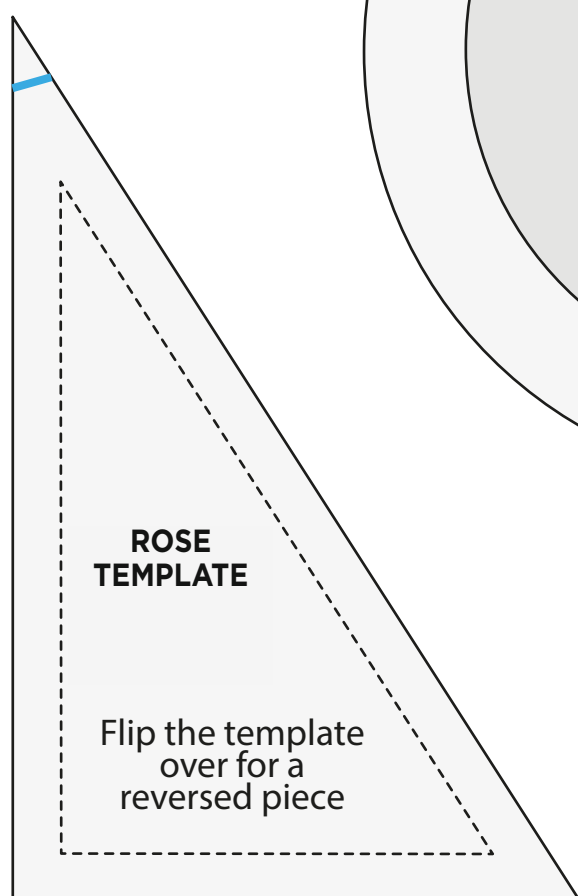 ROSE
TEMPLATE
Flip the template
over for a
reversed piece